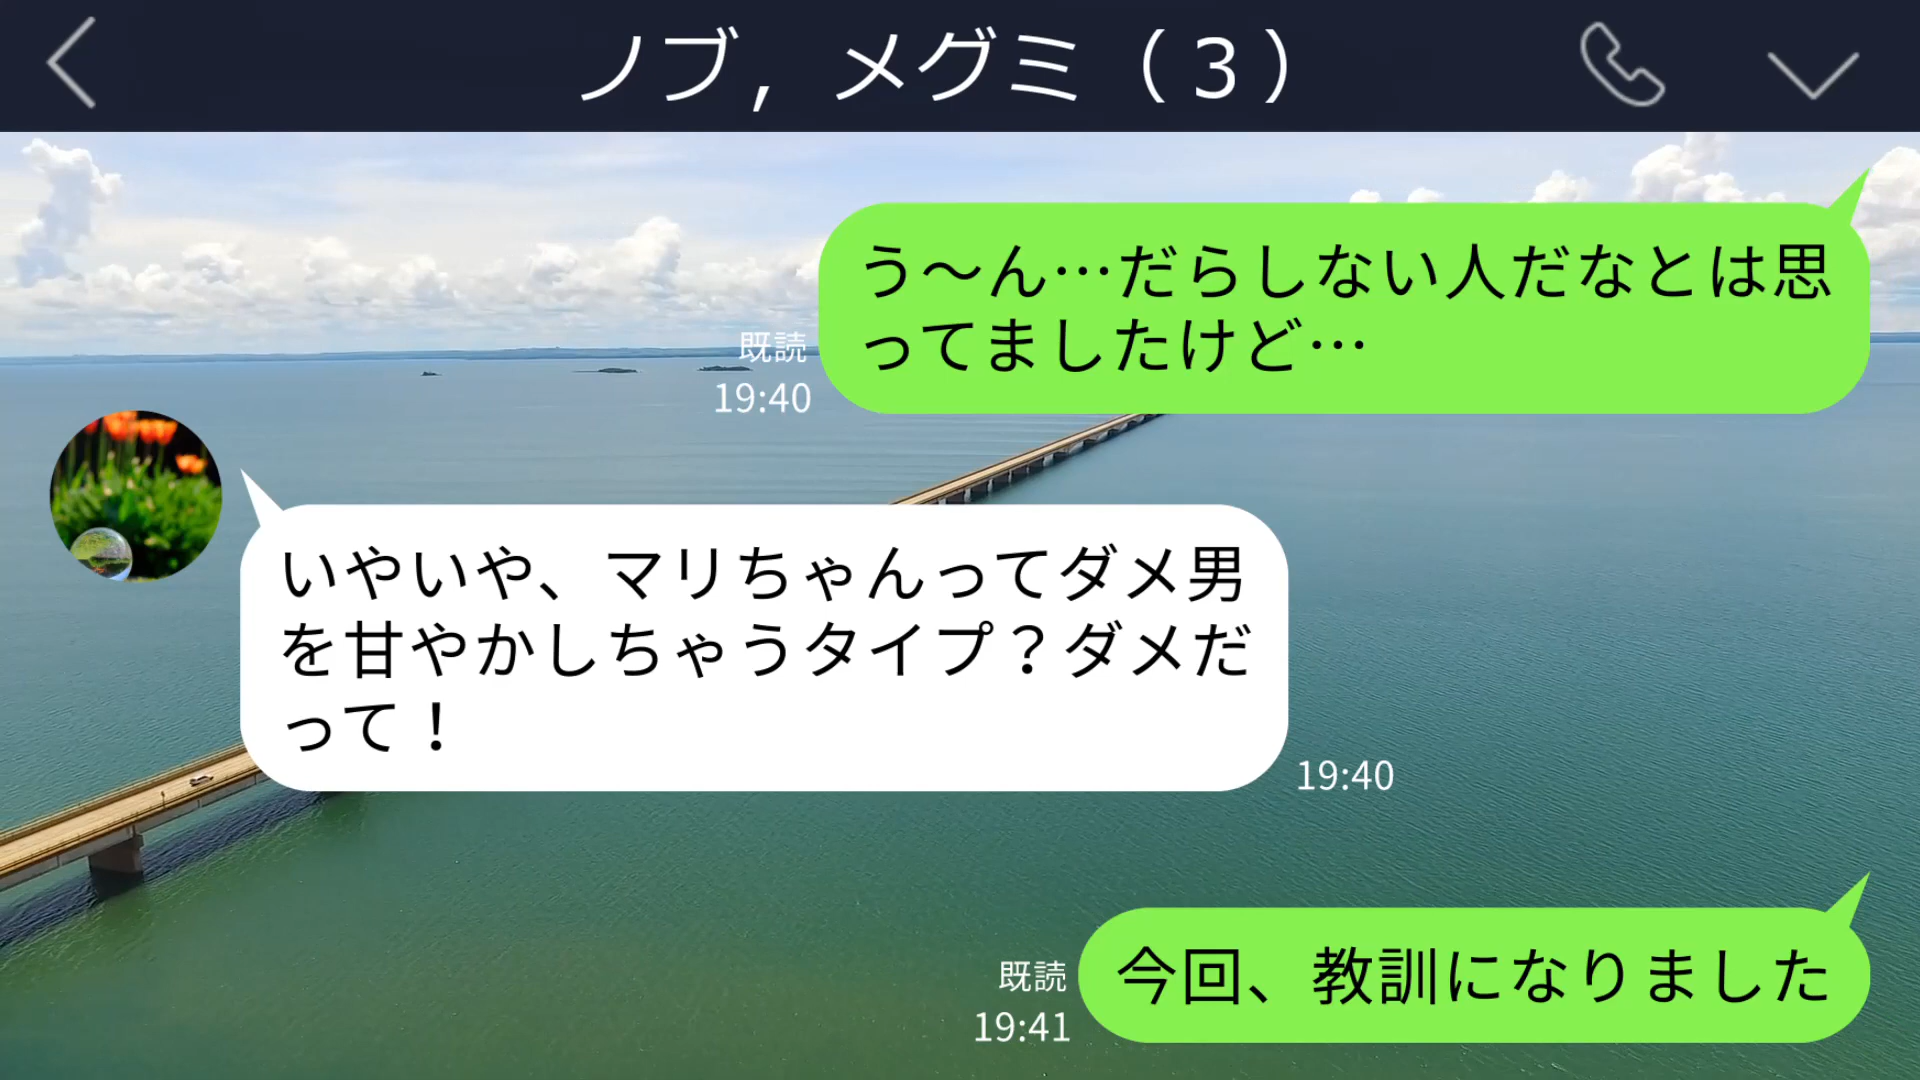 ノブ，メグミ（３）
う〜ん…だらしない人だなとは思
ってましたけど…
既読
19:40
いやいや、マリちゃんってダメ男
を甘やかしちゃうタイプ？ダメだ
って！
19:40
今回、教訓になりました
既読
19:41